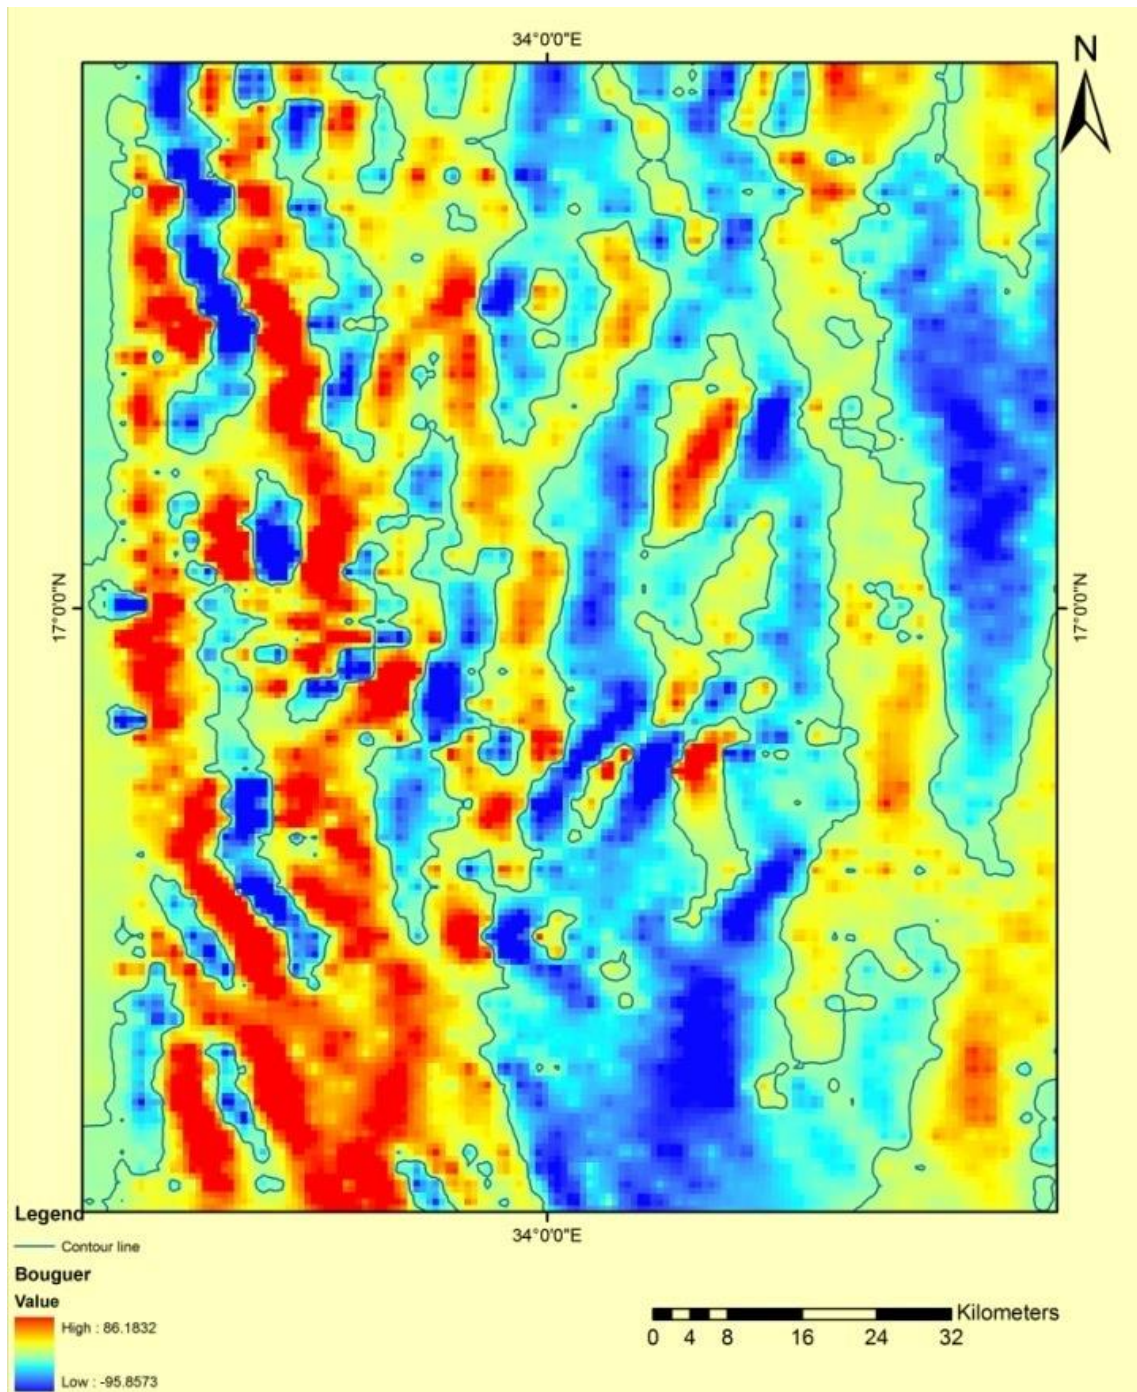 34°0'0"E
N
17°0'0"N
17°0'0"N
34°0'0"E
Legend
Contour line
Bouguer
Value
High : 86.1832
Low : -95.8573
Kilometers
0 4 8 16 24 32